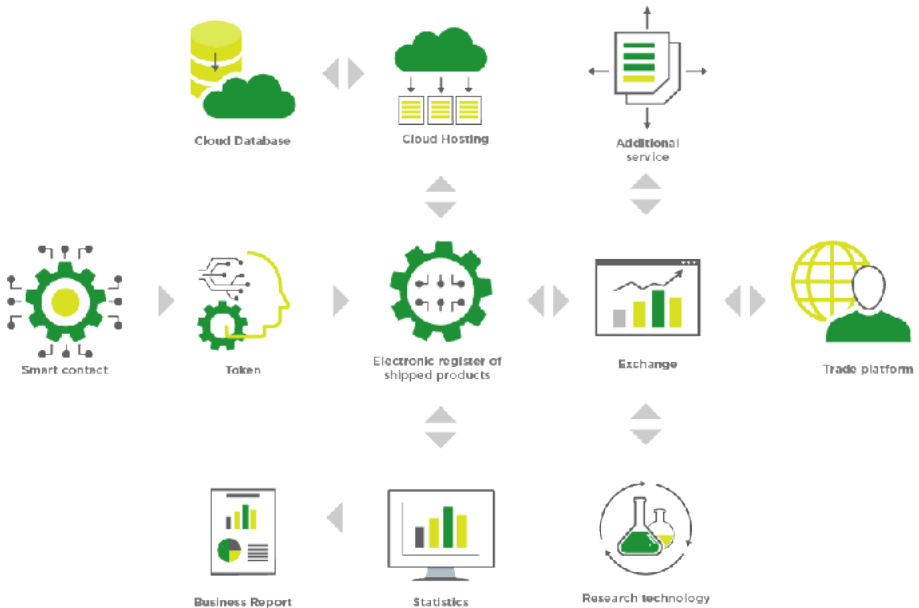 Cloud Database
Cloud Hosting
Additional
service
Smart contact
Token
Electronic register of
shipped products
Exchange
Trade platform
Business Report
Statistics
Research technology